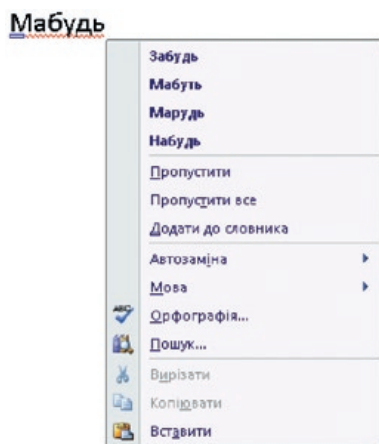 Мабудь
Забудь
Мабуть
Марудь
Набудь
Пропустити
Пропустити все
Додати до словника
Автозаміна
Мова
Орфографія...
Пошук...
Вирізати
Копіювати
Вставити